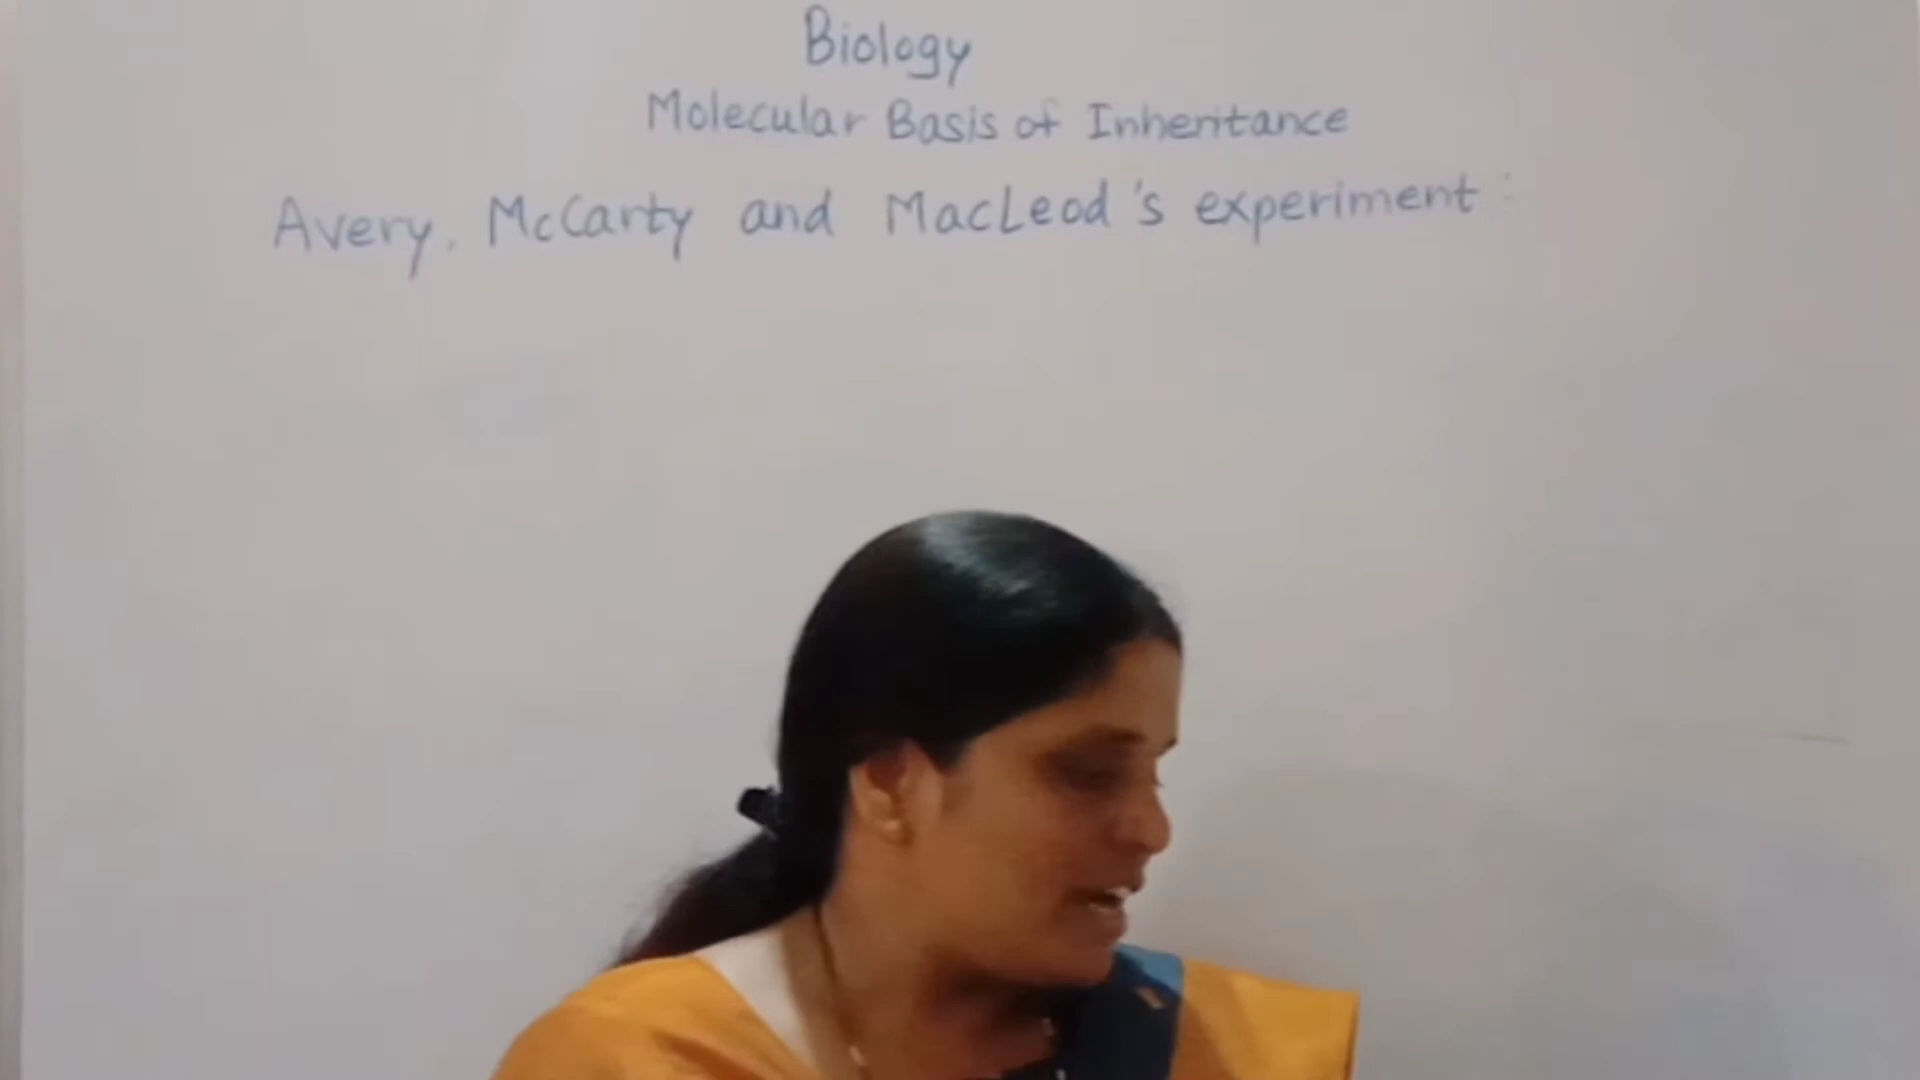 Biology
Molecular Basis of Inheritance
Avery, McCarty and MacLeod's experiment: